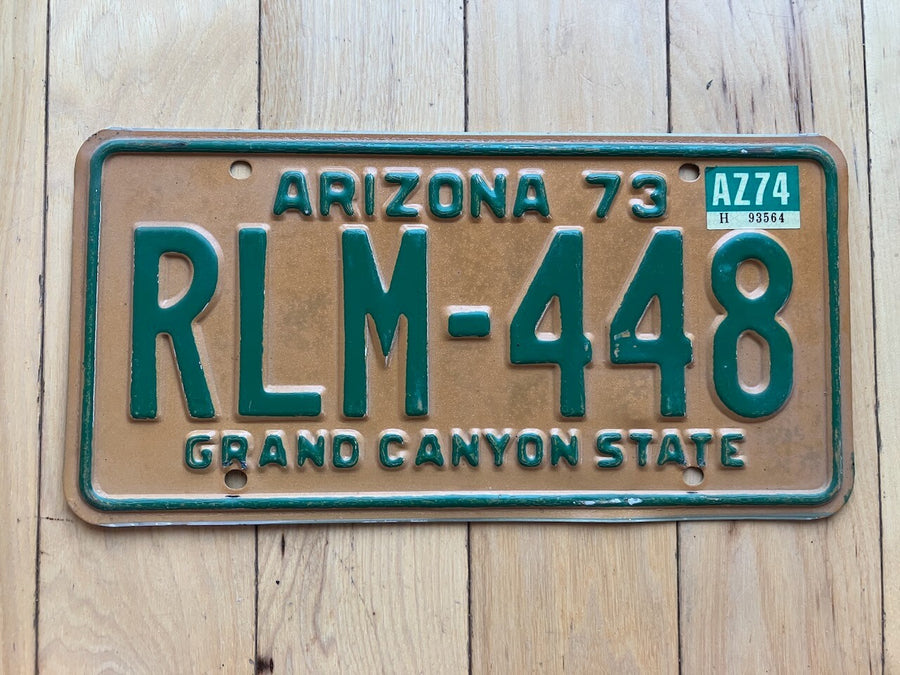 ARIZONA 73
AZ74
H 93564
RLM-448
GRAND CANYON STATE